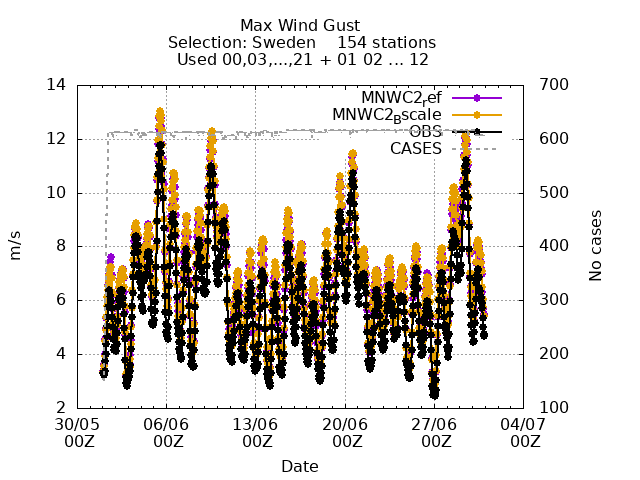 Max Wind Gust
Selection: Sweden    154 stations
Used 00,03,...,21 + 01 02 ... 12
14
12
10
8
6
4
2
m/s
700
600
500
400
300
200
100
No cases
MNWC2_ref
MNWC2_Bscale
OBS
CASES
30/05 06/06 13/06 20/06 27/06 04/07
00Z 00Z 00Z 00Z 00Z 00Z
Date